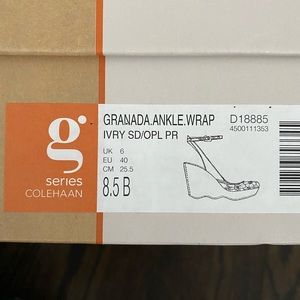 g
series
COLEHAAN
GRANADA.ANKLE.WRAP D18885
IVRY SD/OPL PR 4500111353
UK 6
EU 40
CM 25.5
8.5 B